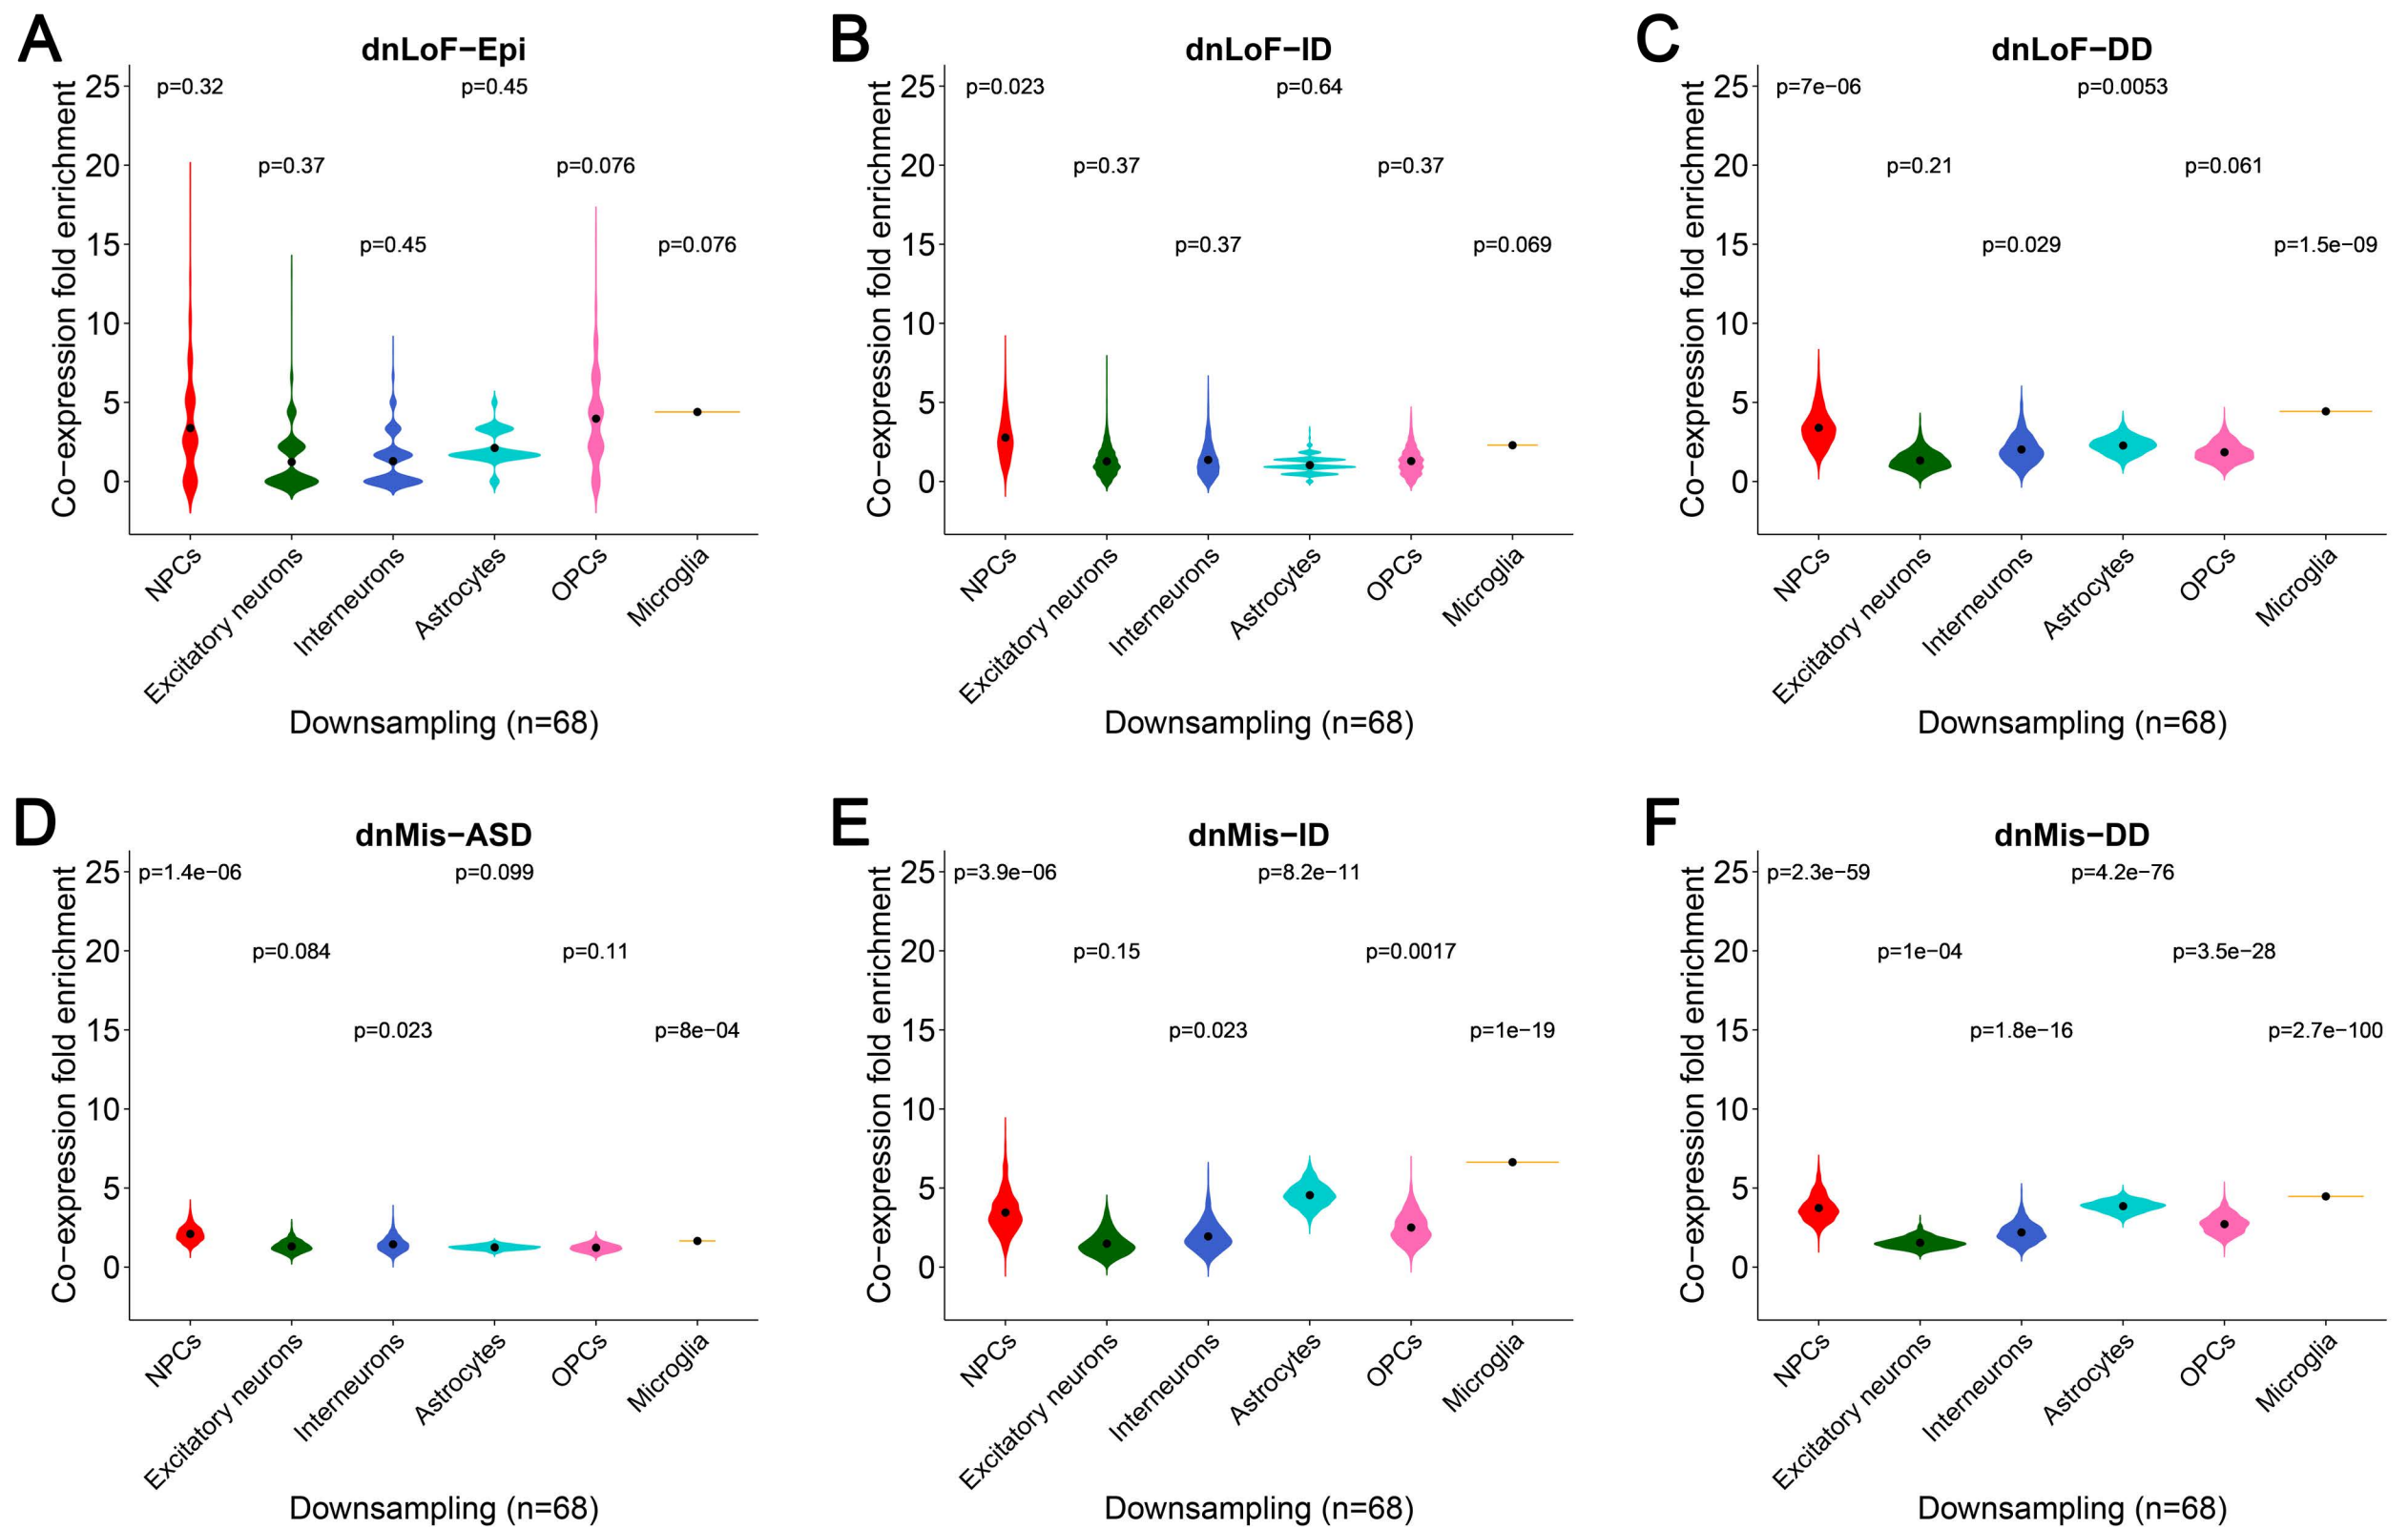 A
dnLoF−Epi
Co−expression fold enrichment
25
20
15
10
5
0
p=0.32
p=0.45
p=0.37
p=0.076
p=0.45
p=0.076
NPCs
Excitatory neurons
Interneurons
Astrocytes
OPCs
Microglia
Downsampling (n=68)
B
dnLoF−ID
Co−expression fold enrichment
25
20
15
10
5
0
p=0.023
p=0.64
p=0.37
p=0.37
p=0.37
p=0.069
NPCs
Excitatory neurons
Interneurons
Astrocytes
OPCs
Microglia
Downsampling (n=68)
C
dnLoF−DD
Co−expression fold enrichment
25
20
15
10
5
0
p=7e−06
p=0.0053
p=0.21
p=0.061
p=0.029
p=1.5e−09
NPCs
Excitatory neurons
Interneurons
Astrocytes
OPCs
Microglia
Downsampling (n=68)
D
dnMis−ASD
Co−expression fold enrichment
25
20
15
10
5
0
p=1.4e−06
p=0.099
p=0.084
p=0.11
p=0.023
p=8e−04
NPCs
Excitatory neurons
Interneurons
Astrocytes
OPCs
Microglia
Downsampling (n=68)
E
dnMis−ID
Co−expression fold enrichment
25
20
15
10
5
0
p=3.9e−06
p=8.2e−11
p=0.15
p=0.0017
p=0.023
p=1e−19
NPCs
Excitatory neurons
Interneurons
Astrocytes
OPCs
Microglia
Downsampling (n=68)
F
dnMis−DD
Co−expression fold enrichment
25
20
15
10
5
0
p=2.3e−59
p=4.2e−76
p=1e−04
p=3.5e−28
p=1.8e−16
p=2.7e−100
NPCs
Excitatory neurons
Interneurons
Astrocytes
OPCs
Microglia
Downsampling (n=68)